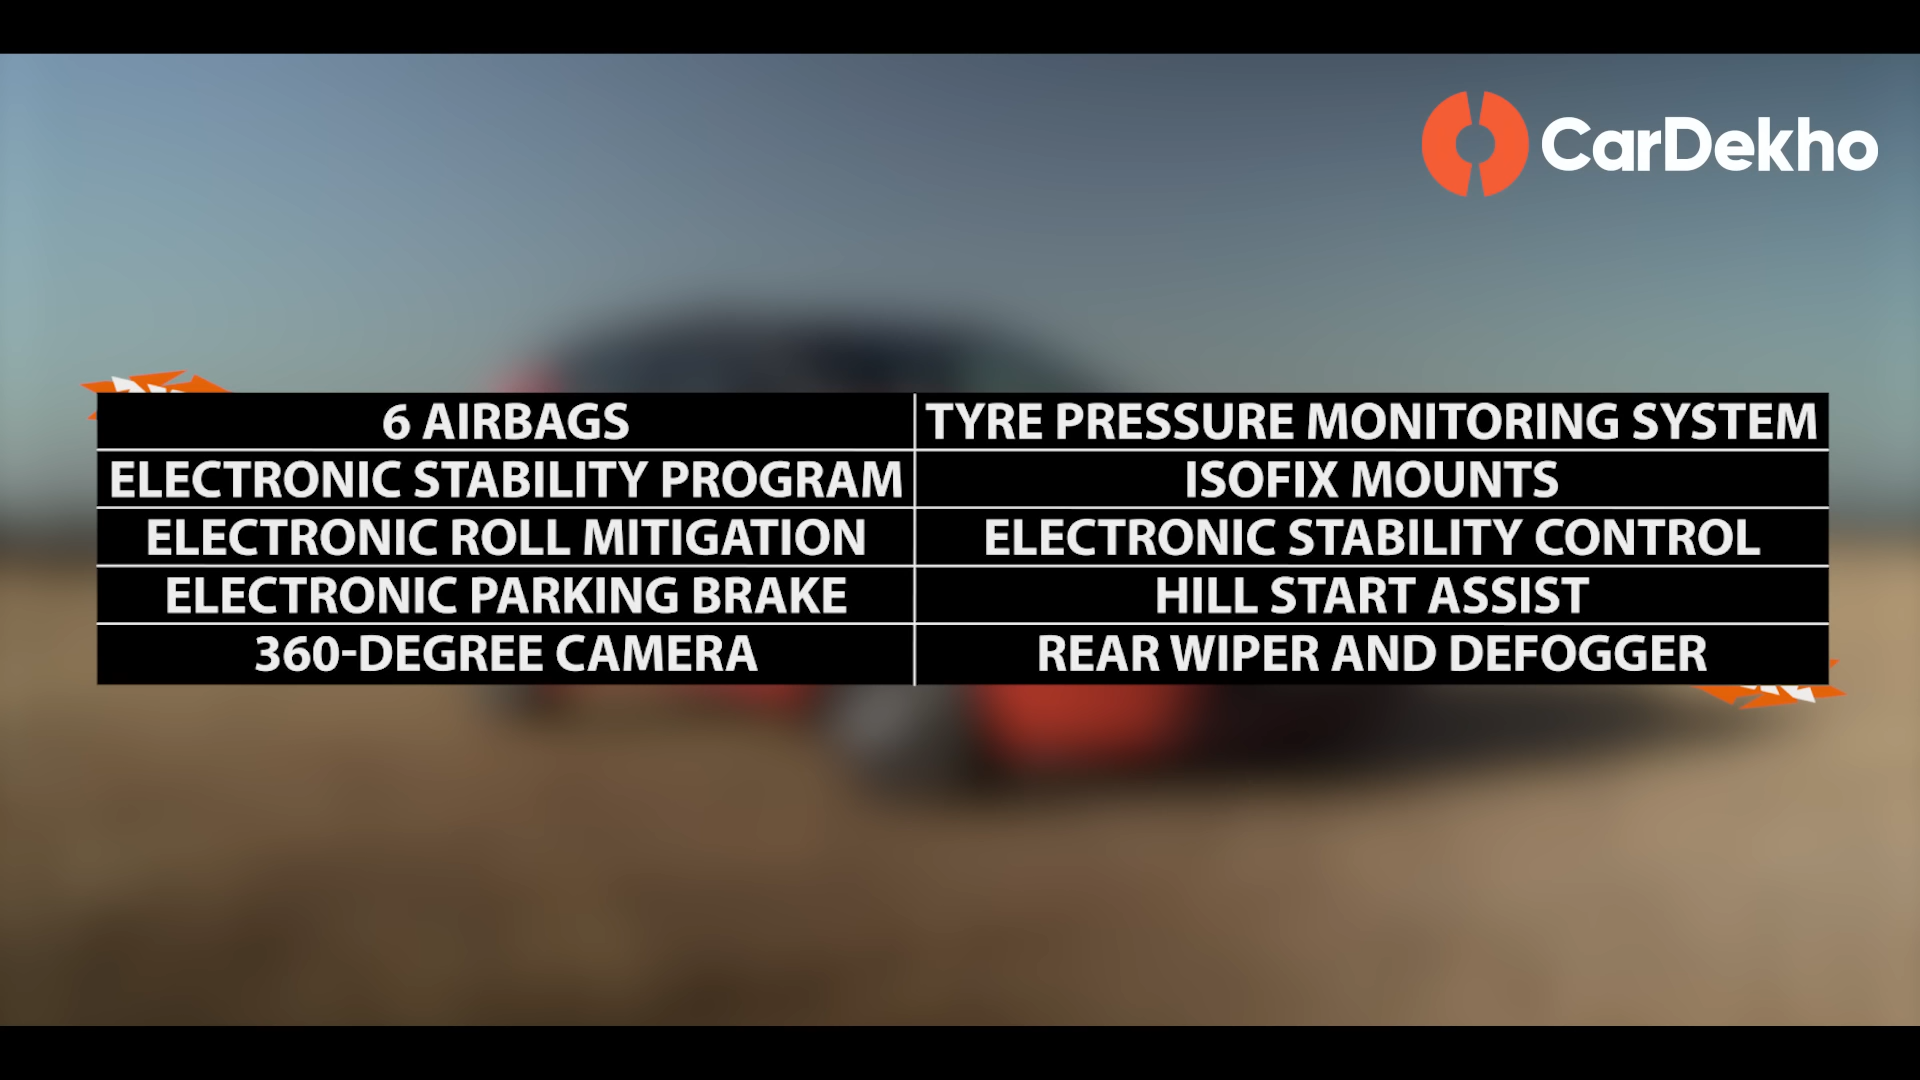 CarDekho
6 AIRBAGS
TYRE PRESSURE MONITORING SYSTEM
ELECTRONIC STABILITY PROGRAM
ISOFIX MOUNTS
ELECTRONIC ROLL MITIGATION
ELECTRONIC STABILITY CONTROL
ELECTRONIC PARKING BRAKE
HILL START ASSIST
360-DEGREE CAMERA
REAR WIPER AND DEFOGGER